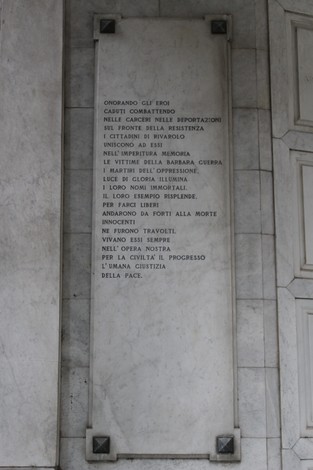 ONORANDO GLI EROI
CADUTI COMBATTENDO
NELLE CARCERI NELLE DEPORTAZIONI
SUL FRONTE DELLA RESISTENZA
I CITTADINI DI RIVAROLO
UNISCONO AD ESSI
NELL'IMPERITURA MEMORIA
LE VITTIME DELLA BARBARA GUERRA
I MARTIRI DELL'OPPRESSIONE,
LUCE DI GLORIA ILLUMINA
I LORO NOMI IMMORTALI.
IL LORO ESEMPIO RISPLENDE.
PER FARCI LIBERI
ANDARONO DA FORTI ALLA MORTE
INNOCENTI
NE FURONO TRAVOLTI.
VIVANO ESSI SEMPRE
NELL'OPERA NOSTRA
PER LA CIVILTA' IL PROGRESSO
L'UMANA GIUSTIZIA
DELLA PACE.